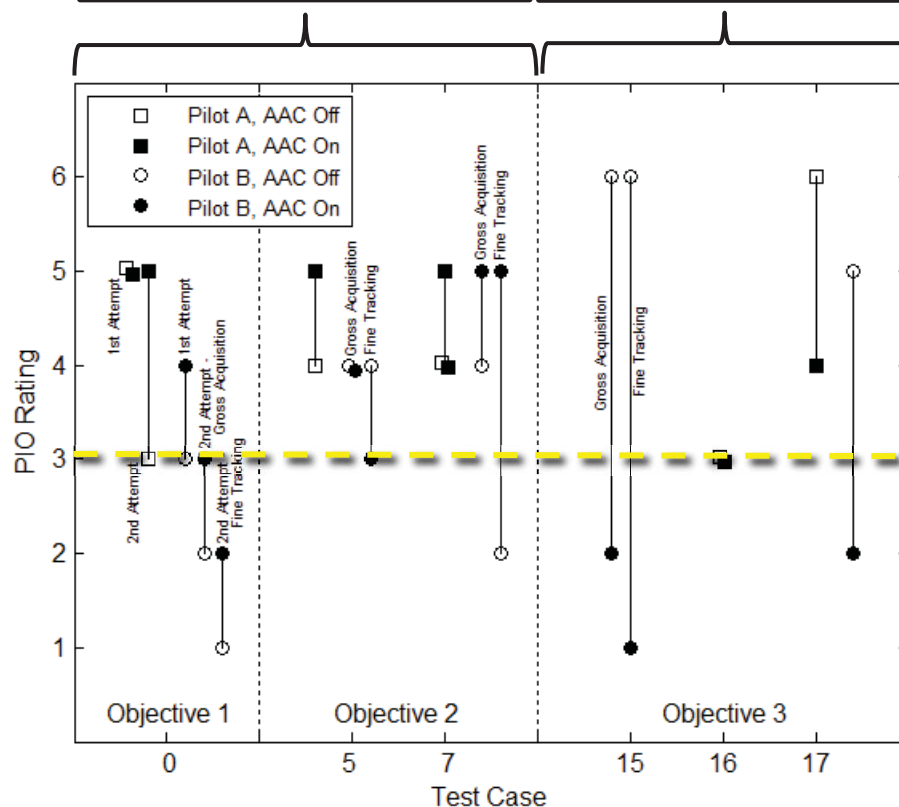 Pilot A, AAC Off
Pilot A, AAC On
Pilot B, AAC Off
Pilot B, AAC On
PIO Rating
6
5
4
3
2
1
1st Attempt
2nd Attempt
1st Attempt
2nd Attempt -
Gross Acquisition
2nd Attempt
Fine Tracking
Gross Acquisition
Fine Tracking
Gross Acquisition
Fine Tracking
Gross Acquisition
Fine Tracking
Objective 1
Objective 2
Objective 3
0
5
7
15
16
17
Test Case